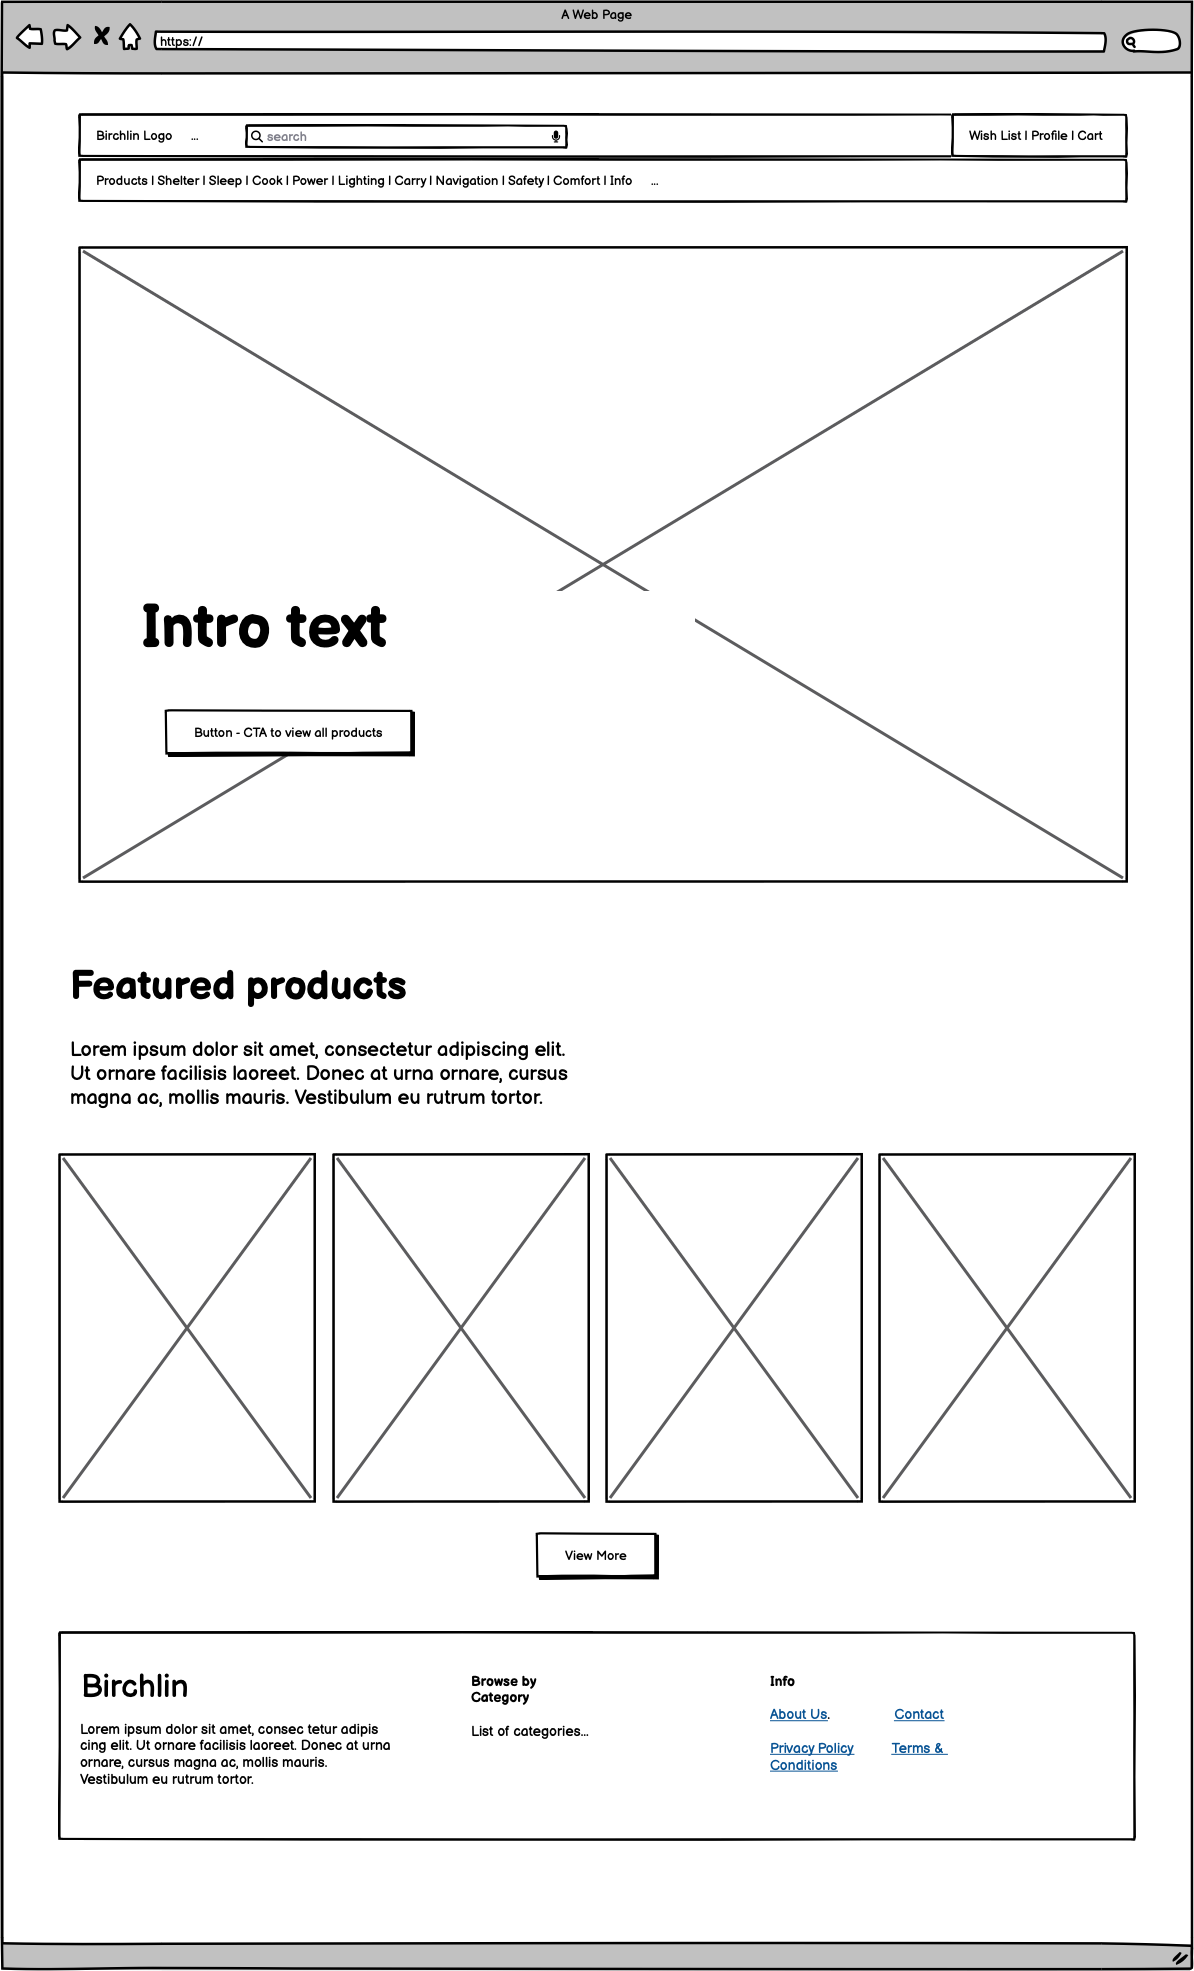 A Web Page
https://
Birchlin Logo ...
search
Wish List | Profile | Cart
Products | Shelter | Sleep | Cook | Power | Lighting | Carry | Navigation | Safety | Comfort | Info ...
Intro text
Button - CTA to view all products
Featured products
Lorem ipsum dolor sit amet, consectetur adipiscing elit.
Ut ornare facilisis laoreet. Donec at urna ornare, cursus
magna ac, mollis mauris. Vestibulum eu rutrum tortor.
View More
Birchlin
Lorem ipsum dolor sit amet, consec tetur adipis
cing elit. Ut ornare facilisis laoreet. Donec at urna
ornare, cursus magna ac, mollis mauris.
Vestibulum eu rutrum tortor.
Browse by
Category
List of categories...
Info
About Us. Contact
Privacy Policy Terms &
Conditions